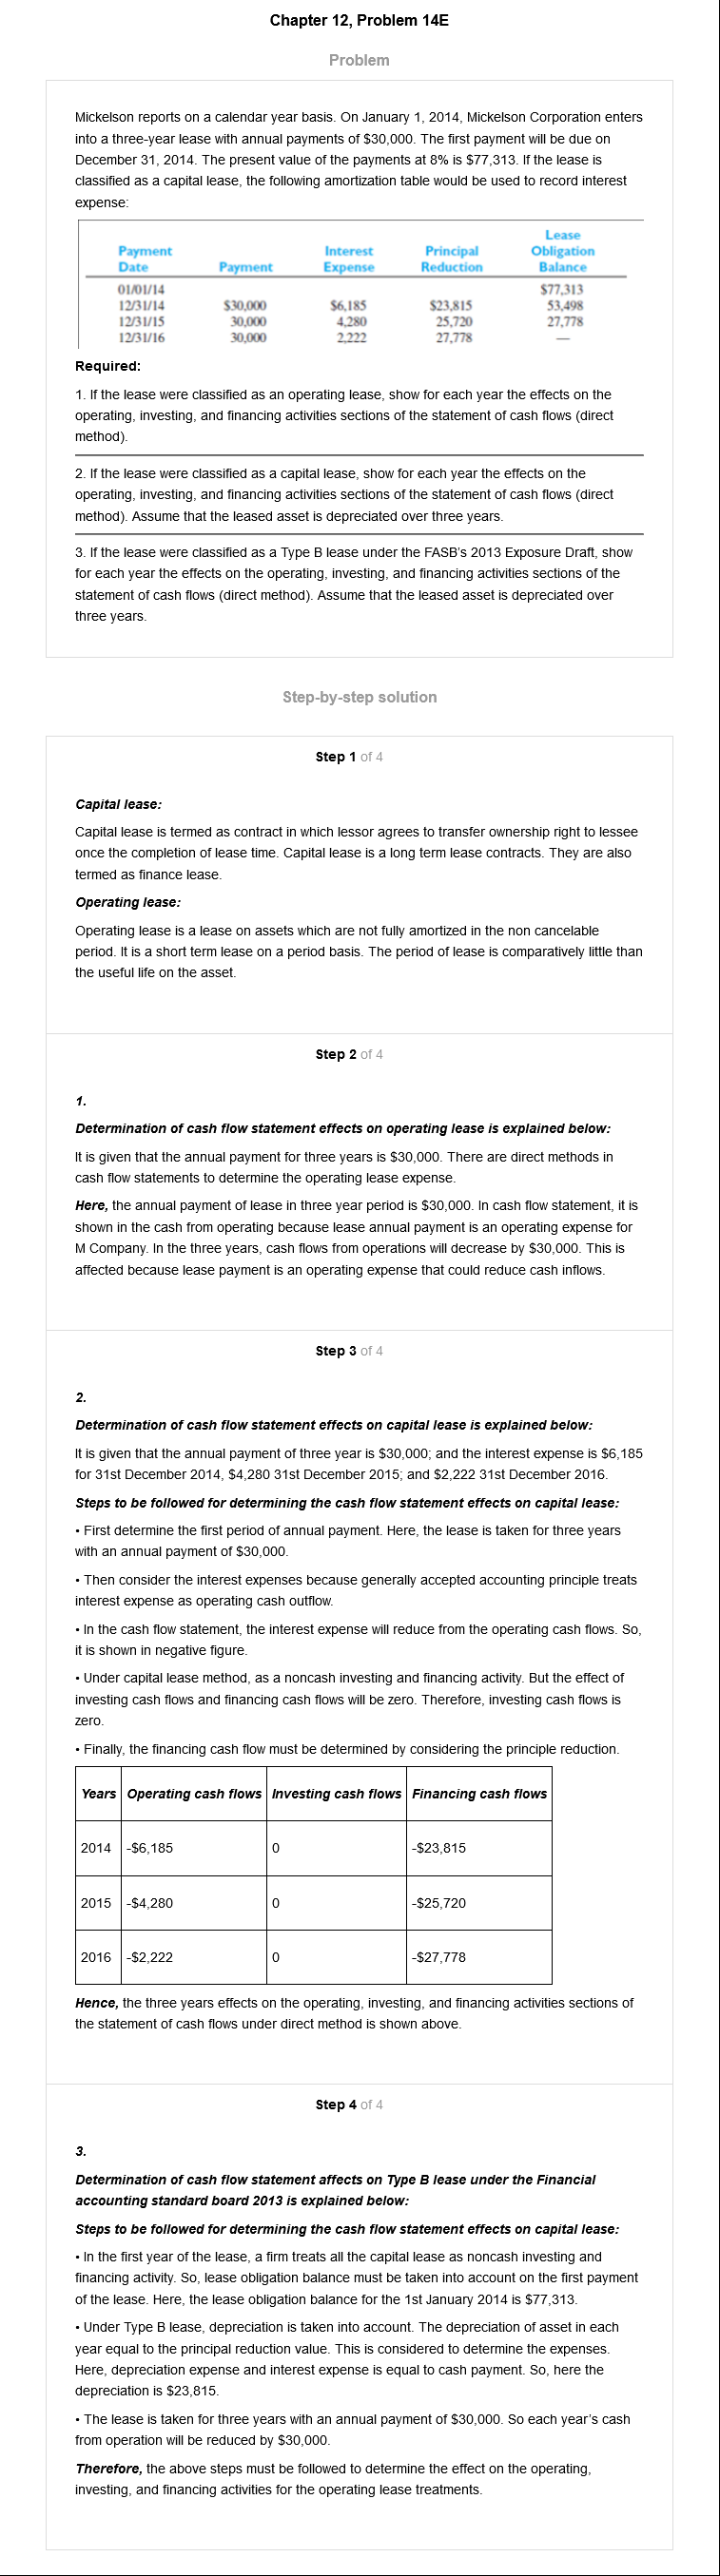 Chapter 12, Problem 14E
Problem
Mickelson reports on a calendar year basis. On January 1, 2014, Mickelson Corporation enters
into a three-year lease with annual payments of $30,000. The first payment will be due on
December 31, 2014. The present value of the payments at 8% is $77,313. If the lease is
classified as a capital lease, the following amortization table would be used to record interest
expense:
Payment Date Payment Interest Expense Principal Reduction Lease Obligation Balance
01/01/14 $77,313
12/31/14 $30,000 $6,185 $23,815 53,498
12/31/15 30,000 4,280 25,720 27,778
12/31/16 30,000 2,222 27,778 —
Required:
1. If the lease were classified as an operating lease, show for each year the effects on the
operating, investing, and financing activities sections of the statement of cash flows (direct
method).
2. If the lease were classified as a capital lease, show for each year the effects on the
operating, investing, and financing activities sections of the statement of cash flows (direct
method). Assume that the leased asset is depreciated over three years.
3. If the lease were classified as a Type B lease under the FASB's 2013 Exposure Draft, show
for each year the effects on the operating, investing, and financing activities sections of the
statement of cash flows (direct method). Assume that the leased asset is depreciated over
three years.
Step-by-step solution
Step 1 of 4
Capital lease:
Capital lease is termed as contract in which lessor agrees to transfer ownership right to lessee
once the completion of lease time. Capital lease is a long term lease contracts. They are also
termed as finance lease.
Operating lease:
Operating lease is a lease on assets which are not fully amortized in the non cancelable
period. It is a short term lease on a period basis. The period of lease is comparatively little than
the useful life on the asset.
Step 2 of 4
1.
Determination of cash flow statement effects on operating lease is explained below:
It is given that the annual payment for three years is $30,000. There are direct methods in
cash flow statements to determine the operating lease expense.
Here, the annual payment of lease in three year period is $30,000. In cash flow statement, it is
shown in the cash from operating because lease annual payment is an operating expense for
M Company. In the three years, cash flows from operations will decrease by $30,000. This is
affected because lease payment is an operating expense that could reduce cash inflows.
Step 3 of 4
2.
Determination of cash flow statement effects on capital lease is explained below:
It is given that the annual payment of three year is $30,000; and the interest expense is $6,185
for 31st December 2014, $4,280 31st December 2015; and $2,222 31st December 2016.
Steps to be followed for determining the cash flow statement effects on capital lease:
• First determine the first period of annual payment. Here, the lease is taken for three years
with an annual payment of $30,000.
• Then consider the interest expenses because generally accepted accounting principle treats
interest expense as operating cash outflow.
• In the cash flow statement, the interest expense will reduce from the operating cash flows. So,
it is shown in negative figure.
• Under capital lease method, as a noncash investing and financing activity. But the effect of
investing cash flows and financing cash flows will be zero. Therefore, investing cash flows is
zero.
• Finally, the financing cash flow must be determined by considering the principle reduction.
Years Operating cash flows Investing cash flows Financing cash flows
2014 -$6,185 0 -$23,815
2015 -$4,280 0 -$25,720
2016 -$2,222 0 -$27,778
Hence, the three years effects on the operating, investing, and financing activities sections of
the statement of cash flows under direct method is shown above.
Step 4 of 4
3.
Determination of cash flow statement affects on Type B lease under the Financial
accounting standard board 2013 is explained below:
Steps to be followed for determining the cash flow statement effects on capital lease:
• In the first year of the lease, a firm treats all the capital lease as noncash investing and
financing activity. So, lease obligation balance must be taken into account on the first payment
of the lease. Here, the lease obligation balance for the 1st January 2014 is $77,313.
• Under Type B lease, depreciation is taken into account. The depreciation of asset in each
year equal to the principal reduction value. This is considered to determine the expenses.
Here, depreciation expense and interest expense is equal to cash payment. So, here the
depreciation is $23,815.
• The lease is taken for three years with an annual payment of $30,000. So each year's cash
from operation will be reduced by $30,000.
Therefore, the above steps must be followed to determine the effect on the operating,
investing, and financing activities for the operating lease treatments.